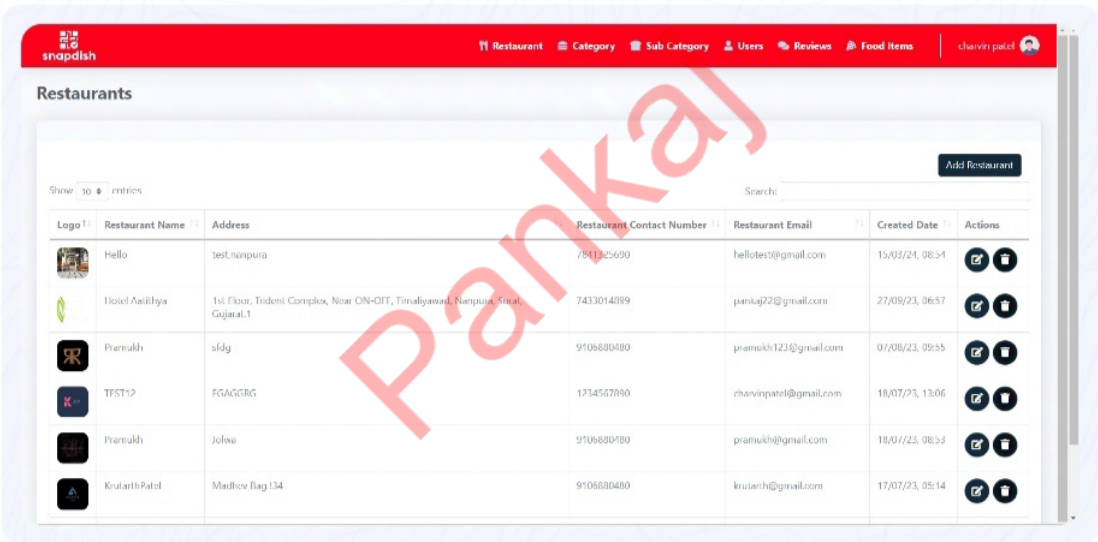 snapdish
Restaurant Category Sub Category Users Reviews Food Items charvin patel
Restaurants
Add Restaurant
Show 10 entries
Search:
Logo Restaurant Name Address Restaurant Contact Number Restaurant Email Created Date Actions
Hello test,nanpura 7841325690 hellotest@gmail.com 15/03/24, 08:54
Hotel Aatithya 1st Floor, Trident Complex, Near ON-OFF, Timaliyawad, Nanpura, Surat, 7433014899 pankaj22@gmail.com 27/09/23, 06:57
Gujarat.1
Pramukh sfdg 9106880480 pramukh123@gmail.com 07/08/23, 09:55
TEST12 FGAGGRG 1234567890 charvinpatel@gmail.com 18/07/23, 13:06
Pramukh Jolwa 9106880480 pramukh@gmail.com 18/07/23, 08:53
KrutarthPatel Madhev Bag !34 9106880480 krutarth@gmail.com 17/07/23, 05:14
Pankaj